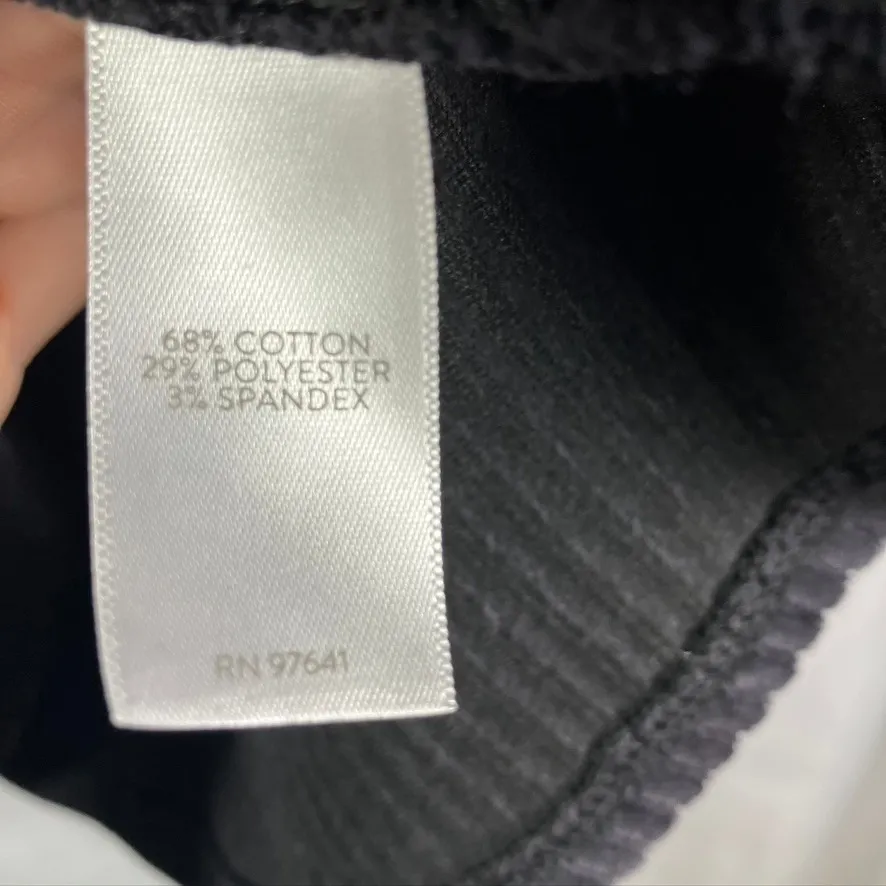 68% COTTON
29% POLYESTER
3% SPANDEX
RN 97641